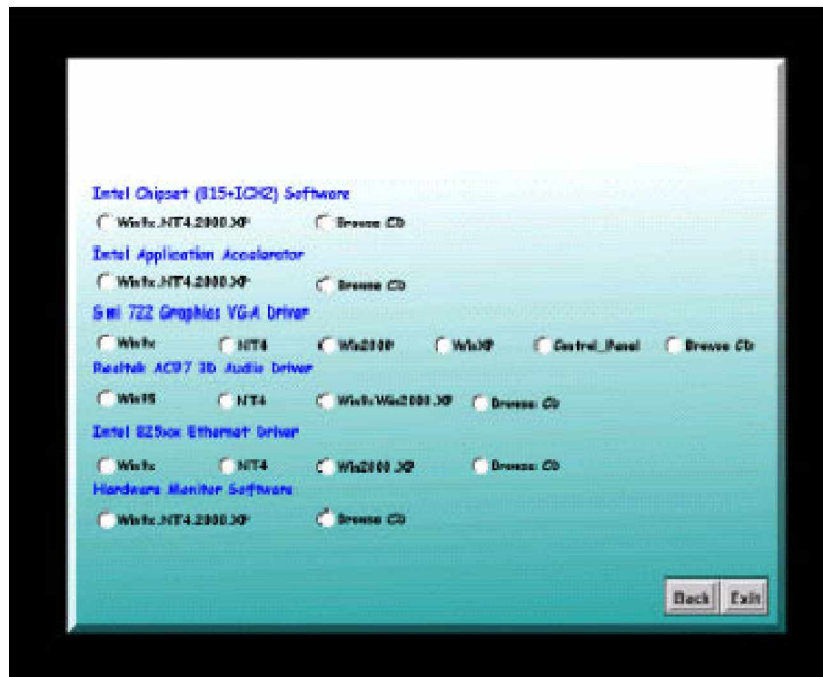 Intel Chipset (815+ICH2) Software
Win9x.NT4.2000.XP Browse CD
Intel Application Accelerator
Win9x.NT4.2000.XP Browse CD
Smi 722 Graphics VGA Driver
Win9x NT4 Win2000 WinXP Control_Panel Browse CD
Realtek AC97 3D Audio Driver
Win95 NT4 Win9x Win2000.XP Browse CD
Intel 825xx Ethernet Driver
Win9x NT4 Win2000.XP Browse CD
Hardware Moniter Software
Win9x.NT4.2000.XP Browse CD
Back Exit